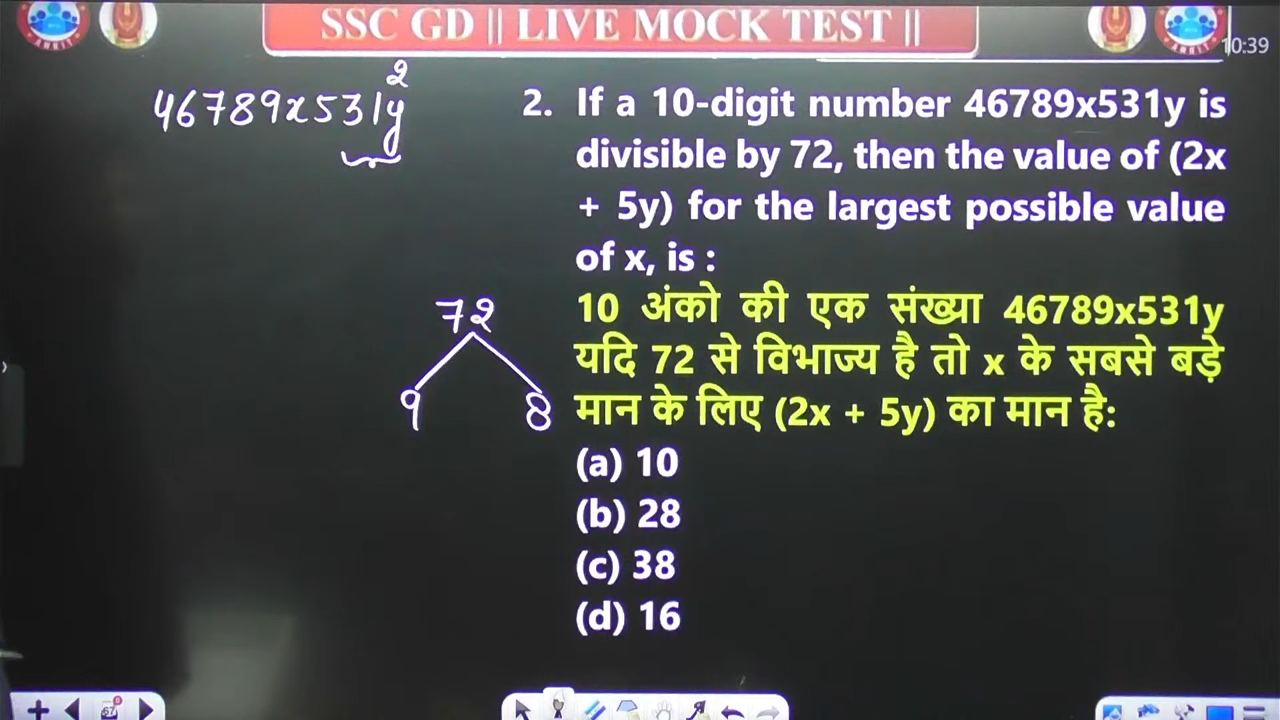 SSC GD || LIVE MOCK TEST ||
10:39
46789x531y²
2. If a 10-digit number 46789x531y is
divisible by 72, then the value of (2x
+ 5y) for the largest possible value
of x, is :
72
9 8
10 अंको की एक संख्या 46789x531y
यदि 72 से विभाज्य है तो x के सबसे बड़े
मान के लिए (2x + 5y) का मान है:
(a) 10
(b) 28
(c) 38
(d) 16